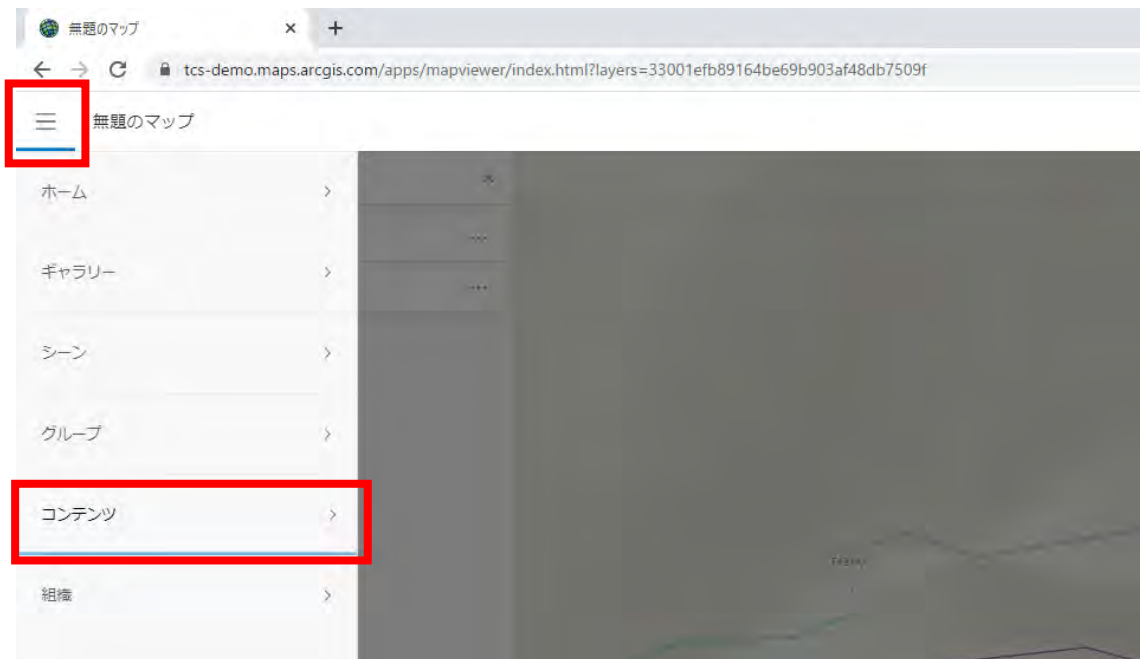 無題のマップ
tcs-demo.maps.arcgis.com/apps/mapviewer/index.html?layers=33001efb89164be69b903af48db7509f
無題のマップ
ホーム
ギャラリー
シーン
グループ
コンテンツ
組織